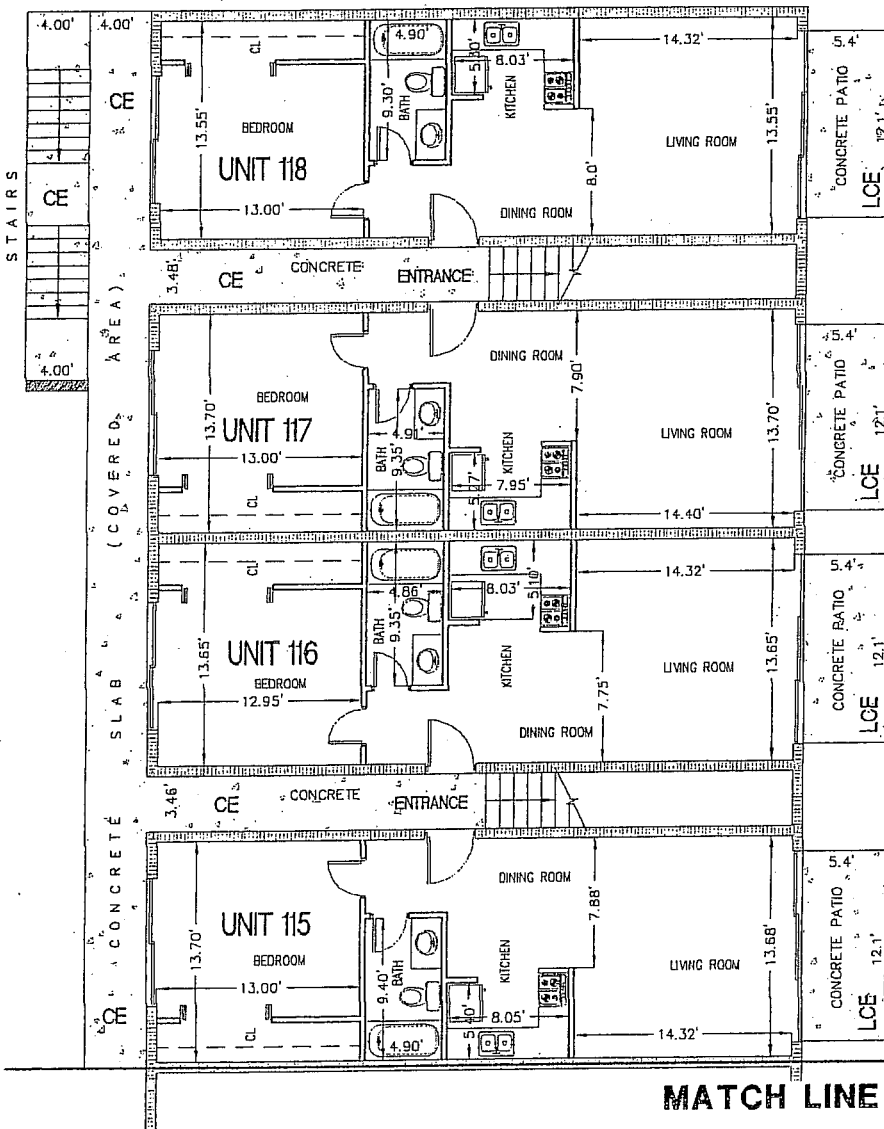 4.00' 4.00'
CE
CL
4.90'
5.30'
8.03'
14.32'
5.4'
13.55'
BEDROOM
UNIT 118
13.00'
9.30'
BATH
KITCHEN
8.0'
LIVING ROOM
13.55'
DINING ROOM
CONCRETE PATIO
12.1'
LCE
STAIRS
CE
4.00'
3.48'
CE
CONCRETE
ENTRANCE
CONCRETE SLAB (COVERED AREA)
13.70'
BEDROOM
UNIT 117
13.00'
CL
4.91'
BATH
9.35'
DINING ROOM
KITCHEN
7.95'
7.90'
LIVING ROOM
13.70'
14.40'
5.4'
CONCRETE PATIO
12.1'
LCE
CL
13.65'
UNIT 116
BEDROOM
12.95'
4.86'
BATH
9.35'
8.03'
5.10'
KITCHEN
14.32'
7.75'
LIVING ROOM
13.65'
DINING ROOM
5.4'
CONCRETE PATIO
12.1'
LCE
3.46'
CE
CONCRETE
ENTRANCE
13.70'
UNIT 115
BEDROOM
13.00'
CL
9.40'
BATH
4.90'
DINING ROOM
KITCHEN
8.05'
7.88'
LIVING ROOM
13.68'
14.32'
5.4'
CONCRETE PATIO
12.1'
LCE
CE
MATCH LINE